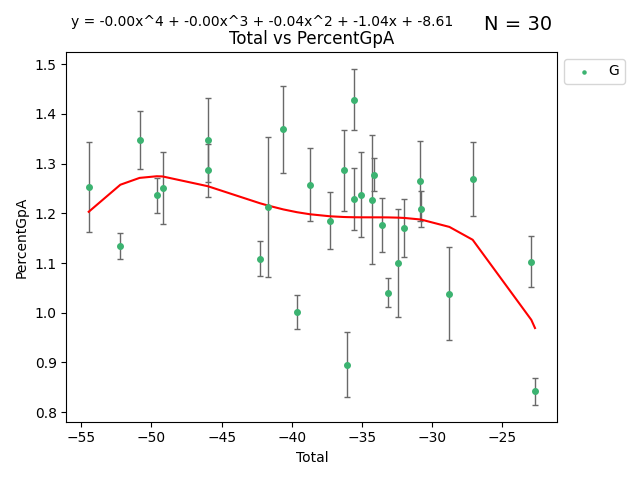 y = -0.00x^4 + -0.00x^3 + -0.04x^2 + -1.04x + -8.61
N = 30
Total vs PercentGpA
G
PercentGpA
1.5
1.4
1.3
1.2
1.1
1.0
0.9
0.8
−55 −50 −45 −40 −35 −30 −25
Total